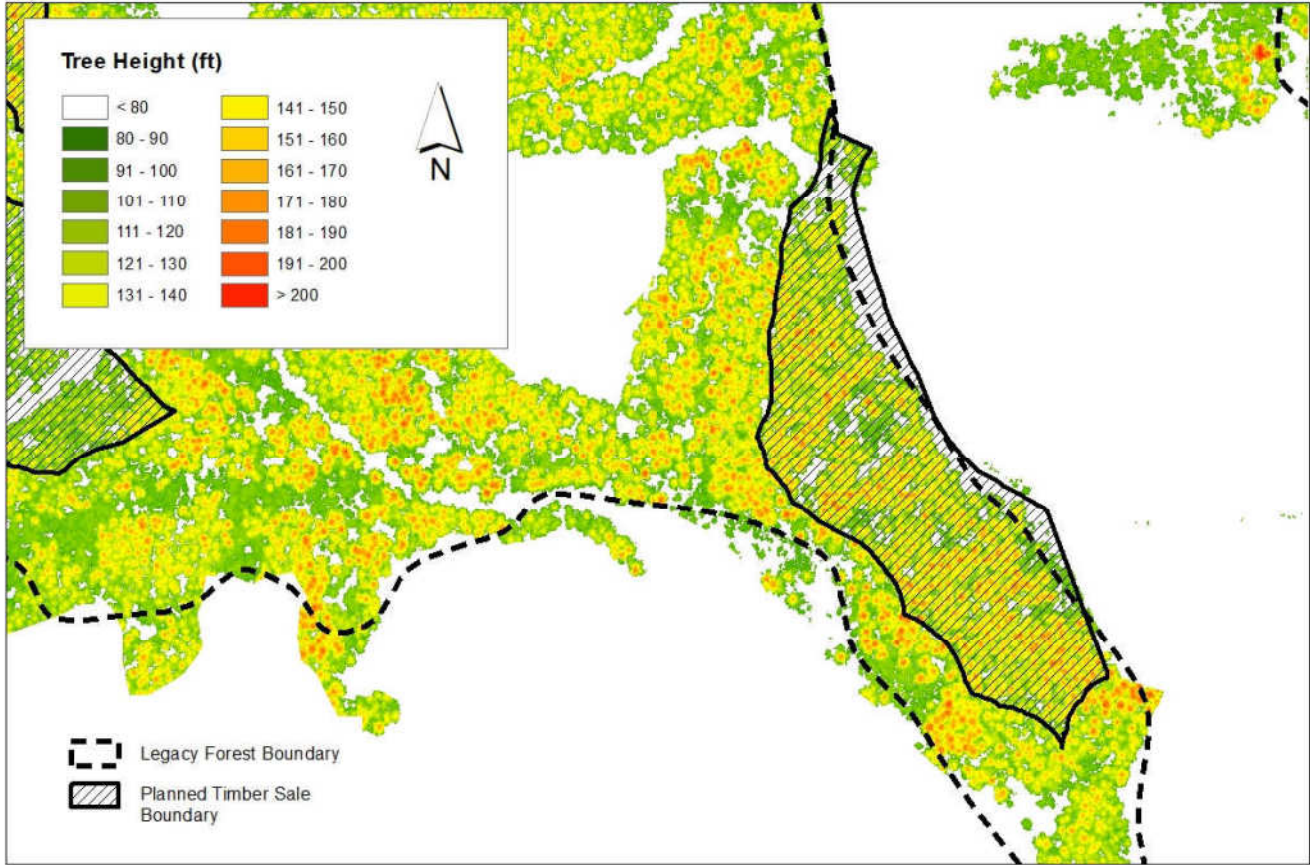 Tree Height (ft)
< 80
80 - 90
91 - 100
101 - 110
111 - 120
121 - 130
131 - 140
141 - 150
151 - 160
161 - 170
171 - 180
181 - 190
191 - 200
> 200
N
Legacy Forest Boundary
Planned Timber Sale
Boundary